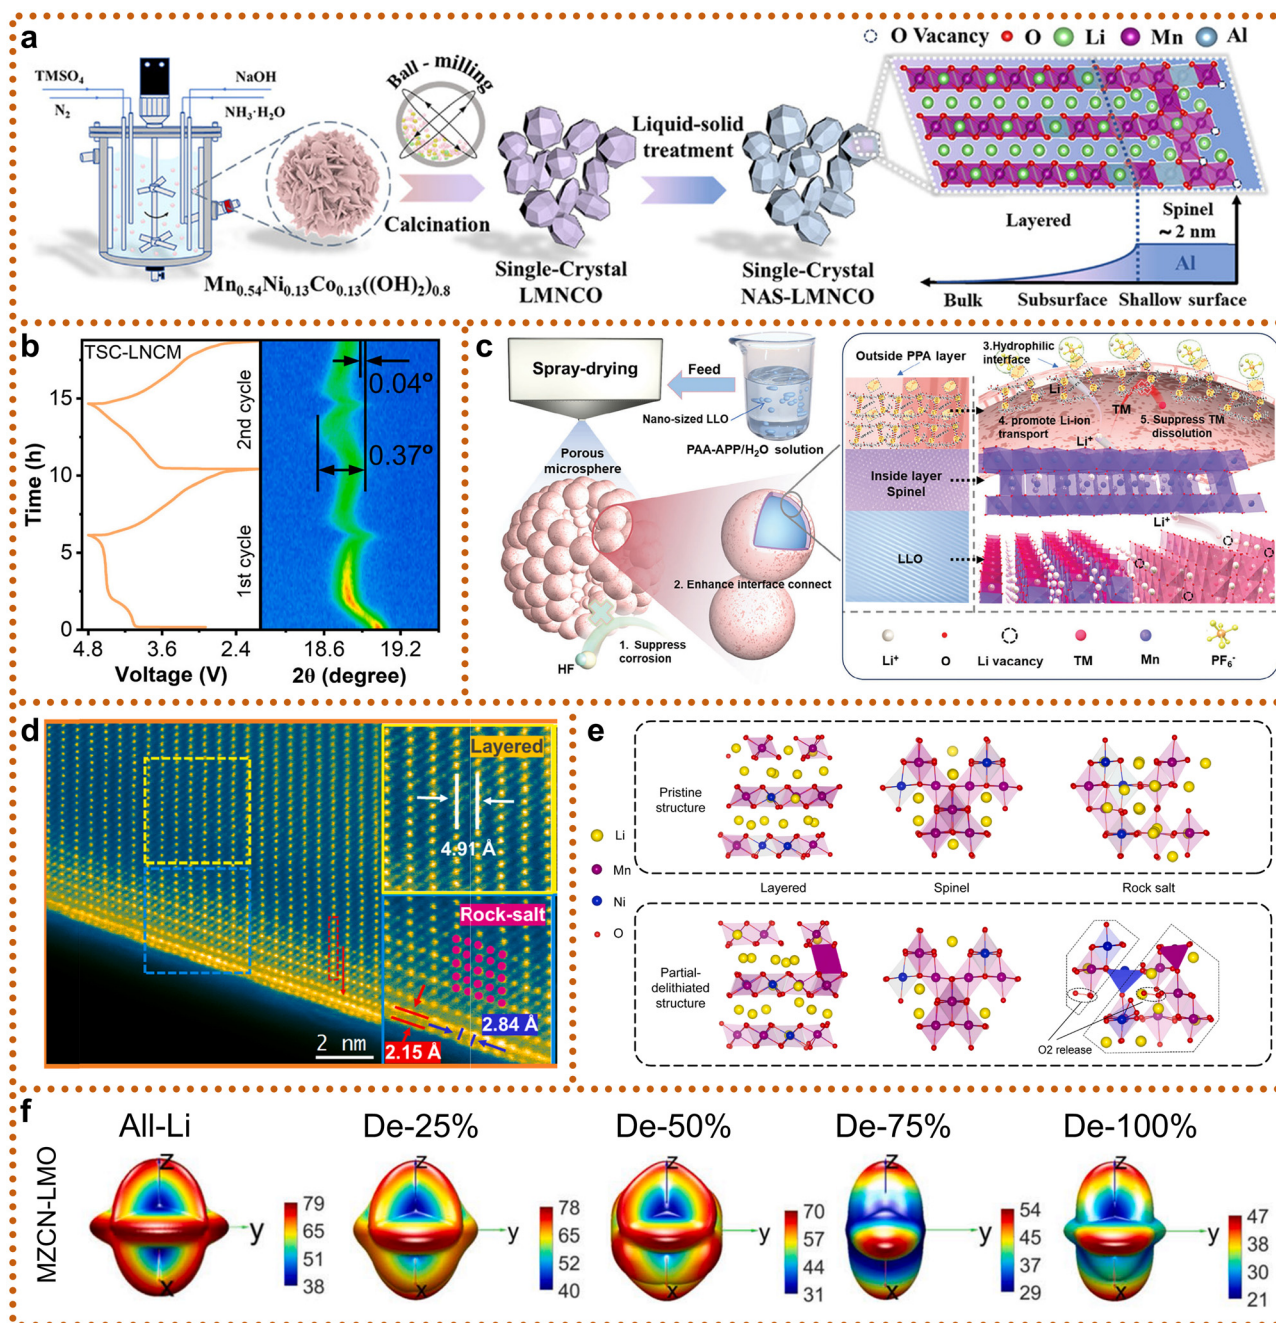 a
O Vacancy O Li Mn Al
TMSO₄
N₂
NaOH
NH₃·H₂O
Ball - milling
Calcination
Liquid-solid
treatment
Mn₀.₅₄Ni₀.₁₃Co₀.₁₃((OH)₂)₀.₈
Single-Crystal
LMNCO
Single-Crystal
NAS-LMNCO
Layered
Spinel
~ 2 nm
Al
Bulk Subsurface Shallow surface
b
TSC-LNCM
0.04°
0.37°
2nd cycle
1st cycle
Time (h)
15
10
5
0
4.8 3.6 2.4
Voltage (V)
18.6 19.2
2θ (degree)
c
Spray-drying
Feed
Nano-sized LLO
PAA-APP/H₂O solution
Porous
microsphere
2. Enhance interface connect
1. Suppress
corrosion
HF
Outside PPA layer
Inside layer
Spinel
LLO
3.Hydrophilic
interface
Li
TM
4. promote Li-ion
transport
5. Suppress TM
dissolution
Li⁺
Li⁺
Li⁺ O Li vacancy TM Mn PF₆⁻
d
Layered
4.91 Å
Rock-salt
2.84 Å
2.15 Å
2 nm
e
Pristine
structure
Li
Mn
Ni
O
Layered Spinel Rock salt
Partial-
delithiated
structure
O2 release
f
MZCN-LMO
All-Li De-25% De-50% De-75% De-100%
z
y
x
79
65
51
38
z
y
x
78
65
52
40
z
y
x
70
57
44
31
z
y
x
54
45
37
29
z
y
x
47
38
30
21